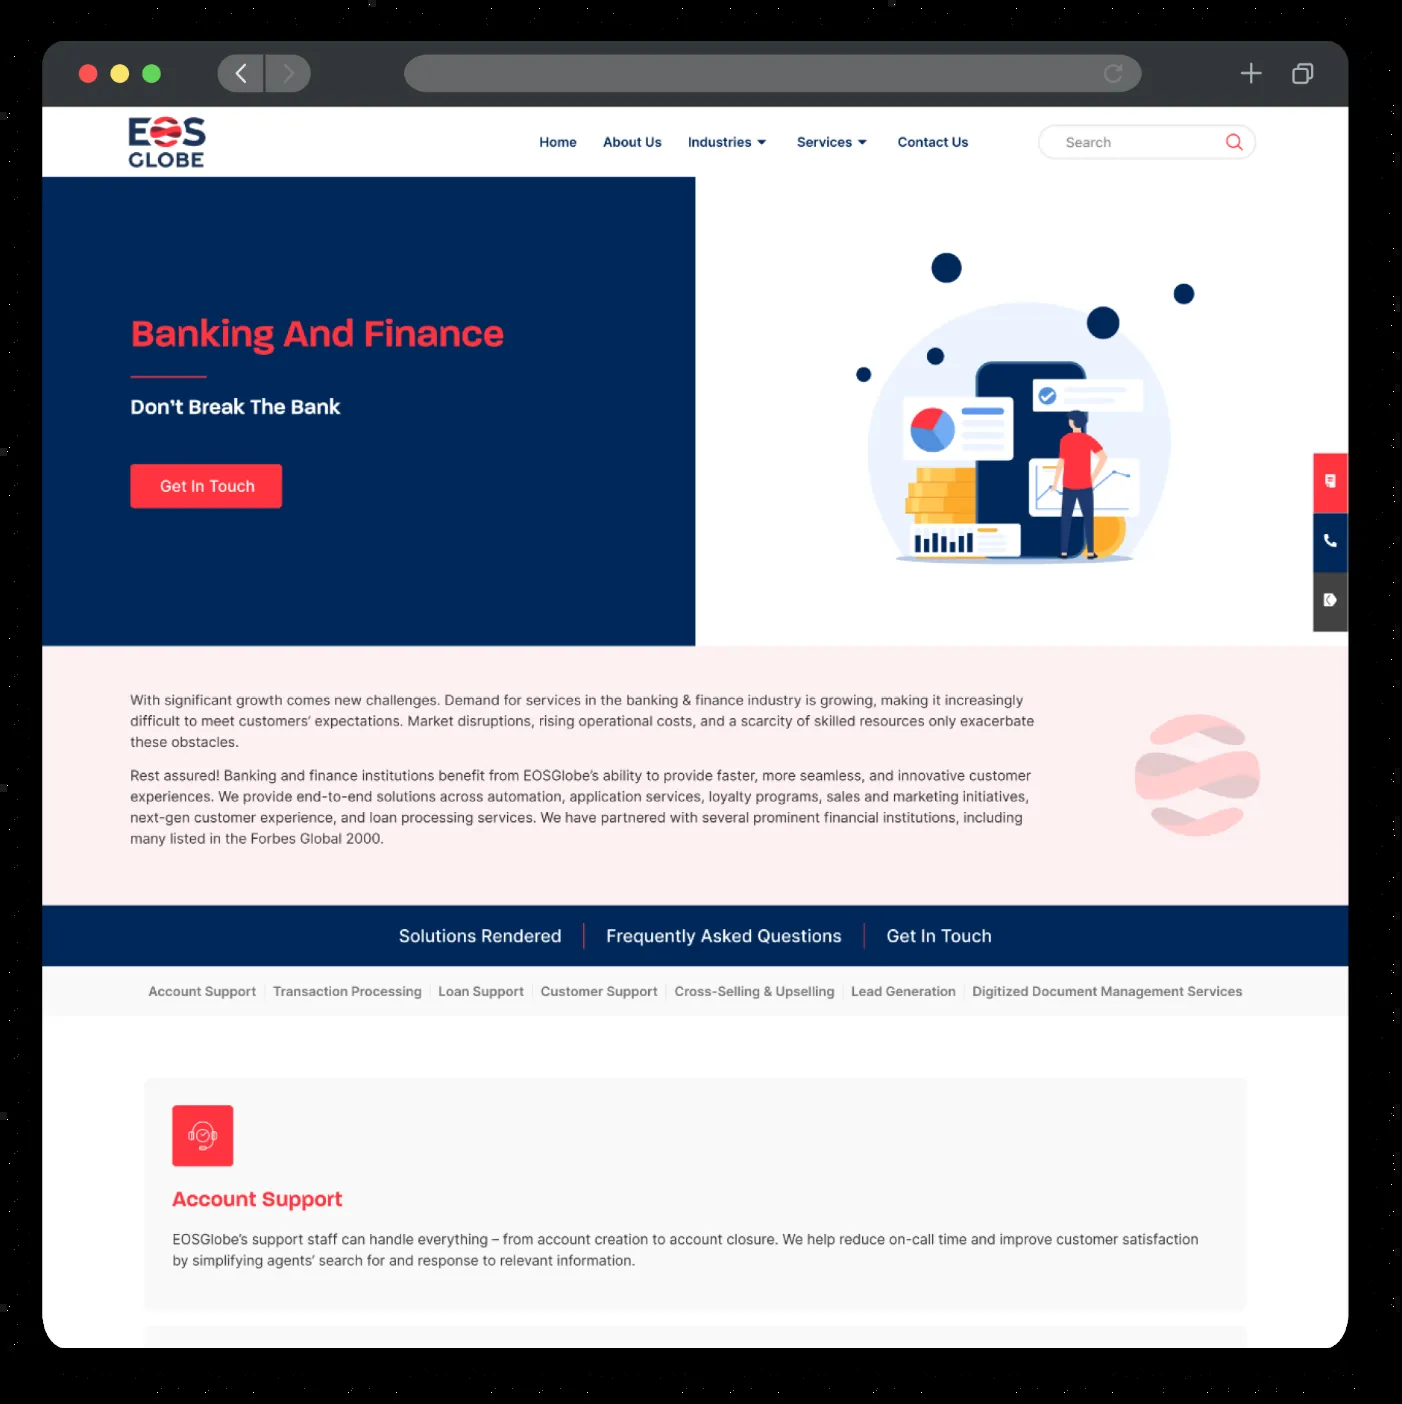 EOS
GLOBE
Home
About Us
Industries
Services
Contact Us
Search
Banking And Finance
Don't Break The Bank
Get In Touch
With significant growth comes new challenges. Demand for services in the banking & finance industry is growing, making it increasingly
difficult to meet customers' expectations. Market disruptions, rising operational costs, and a scarcity of skilled resources only exacerbate
these obstacles.
Rest assured! Banking and finance institutions benefit from EOSGlobe's ability to provide faster, more seamless, and innovative customer
experiences. We provide end-to-end solutions across automation, application services, loyalty programs, sales and marketing initiatives,
next-gen customer experience, and loan processing services. We have partnered with several prominent financial institutions, including
many listed in the Forbes Global 2000.
Solutions Rendered
Frequently Asked Questions
Get In Touch
Account Support
Transaction Processing
Loan Support
Customer Support
Cross-Selling & Upselling
Lead Generation
Digitized Document Management Services
Account Support
EOSGlobe's support staff can handle everything – from account creation to account closure. We help reduce on-call time and improve customer satisfaction
by simplifying agents' search for and response to relevant information.